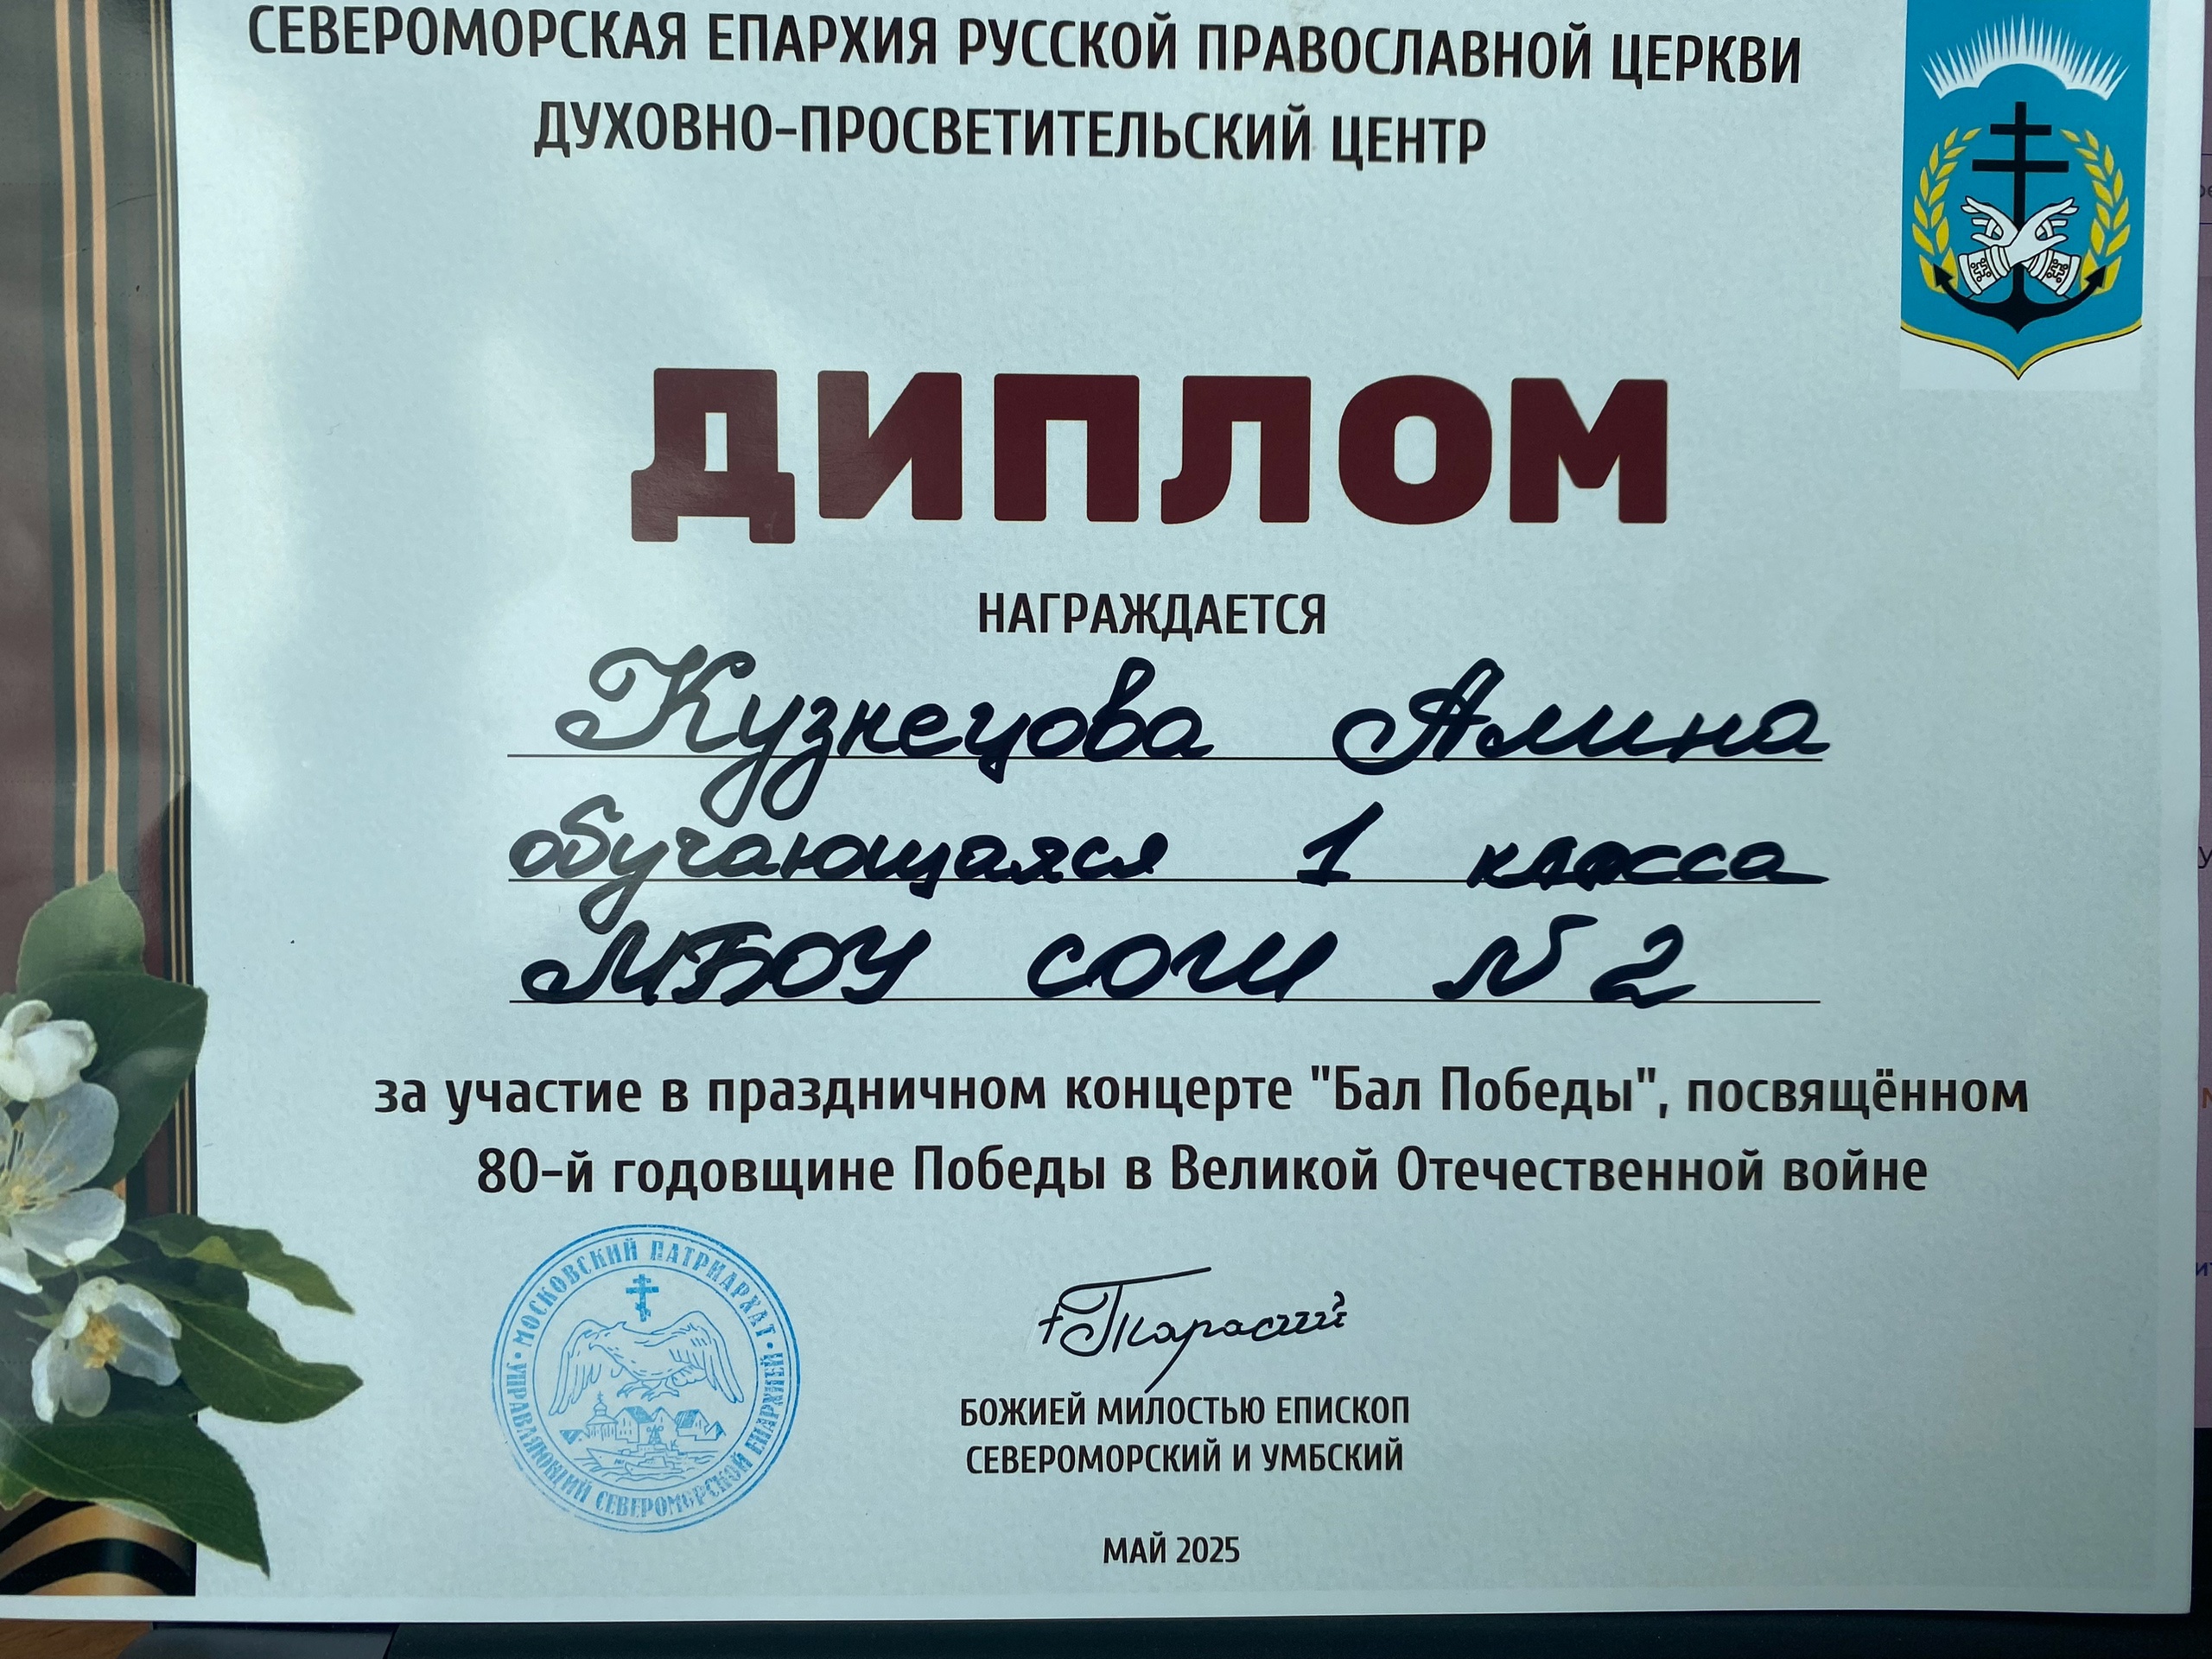 СЕВЕРОМОРСКАЯ ЕПАРХИЯ РУССКОЙ ПРАВОСЛАВНОЙ ЦЕРКВИ
ДУХОВНО-ПРОСВЕТИТЕЛЬСКИЙ ЦЕНТР
ДИПЛОМ
НАГРАЖДАЕТСЯ
Кузнецова Алина
обучающаяся 1 класса
МБОУ СОШ N 2
за участие в праздничном концерте "Бал Победы", посвящённом
80-й годовщине Победы в Великой Отечественной войне
• МОСКОВСКИЙ ПАТРИАРХАТ •
УПРАВЛЯЮЩИЙ СЕВЕРОМОРСКОЙ ЕПАРХИЕЙ
Тарасий
БОЖИЕЙ МИЛОСТЬЮ ЕПИСКОП
СЕВЕРОМОРСКИЙ И УМБСКИЙ
МАЙ 2025